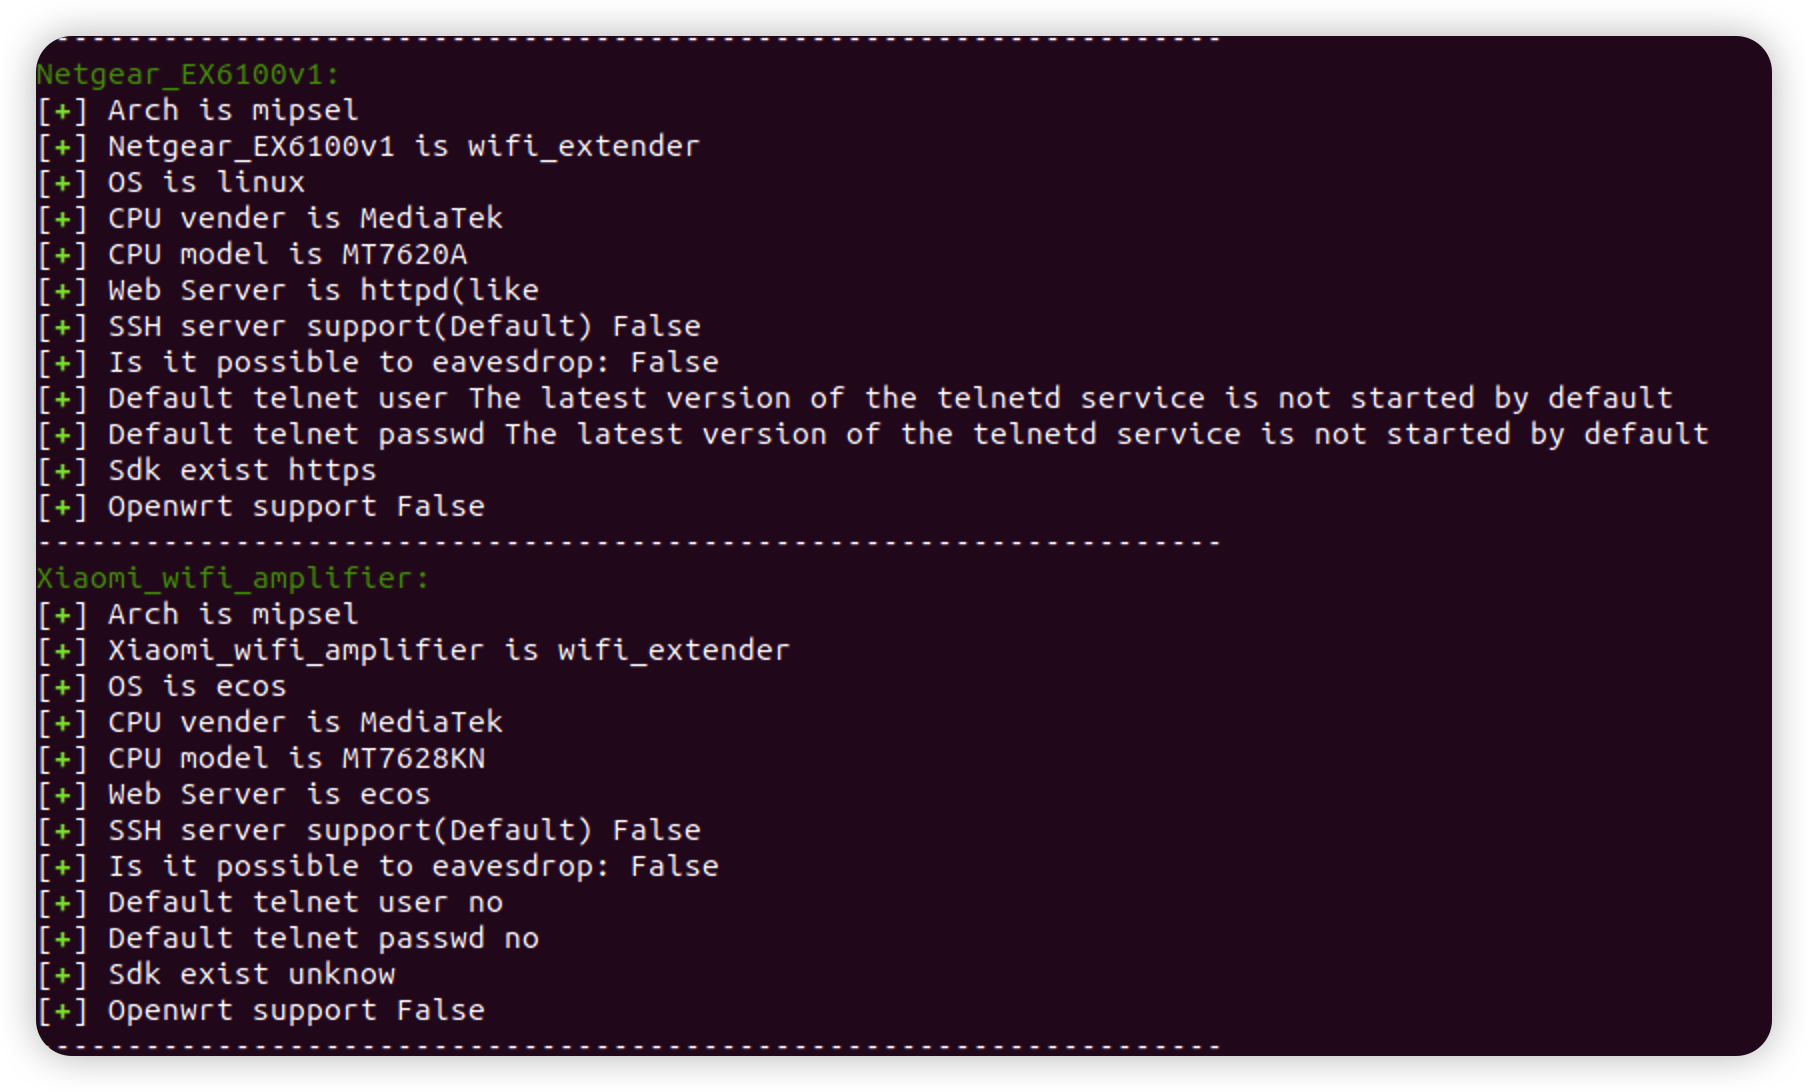 ------------------------------------------------------------------
Netgear_EX6100v1:
[+] Arch is mipsel
[+] Netgear_EX6100v1 is wifi_extender
[+] OS is linux
[+] CPU vender is MediaTek
[+] CPU model is MT7620A
[+] Web Server is httpd(like
[+] SSH server support(Default) False
[+] Is it possible to eavesdrop: False
[+] Default telnet user The latest version of the telnetd service is not started by default
[+] Default telnet passwd The latest version of the telnetd service is not started by default
[+] Sdk exist https
[+] Openwrt support False
------------------------------------------------------------------
Xiaomi_wifi_amplifier:
[+] Arch is mipsel
[+] Xiaomi_wifi_amplifier is wifi_extender
[+] OS is ecos
[+] CPU vender is MediaTek
[+] CPU model is MT7628KN
[+] Web Server is ecos
[+] SSH server support(Default) False
[+] Is it possible to eavesdrop: False
[+] Default telnet user no
[+] Default telnet passwd no
[+] Sdk exist unknow
[+] Openwrt support False
------------------------------------------------------------------